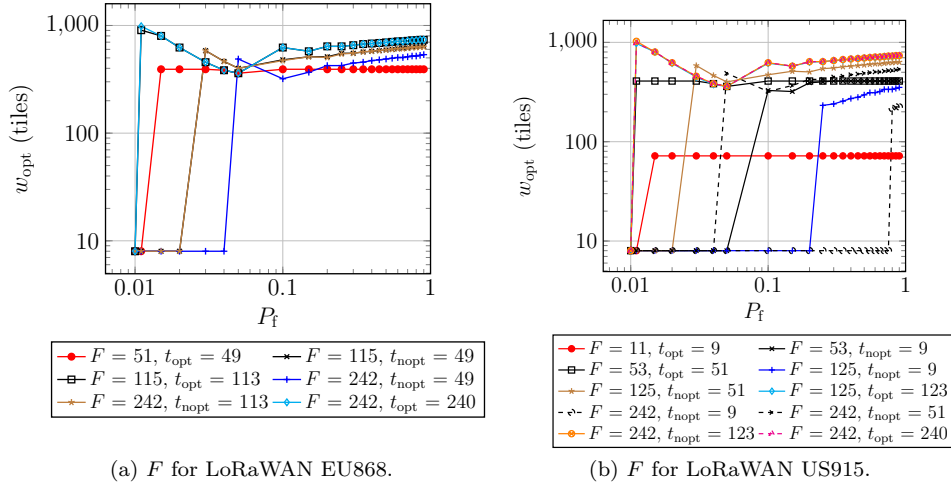 1,000
100
10
w_opt (tiles)
0.01 0.1 1
P_f
F = 51, t_opt = 49 F = 115, t_nopt = 49
F = 115, t_opt = 113 F = 242, t_nopt = 49
F = 242, t_nopt = 113 F = 242, t_opt = 240
(a) F for LoRaWAN EU868.
1,000
100
10
w_opt (tiles)
0.01 0.1 1
P_f
F = 11, t_opt = 9 F = 53, t_nopt = 9
F = 53, t_opt = 51 F = 125, t_nopt = 9
F = 125, t_nopt = 51 F = 125, t_opt = 123
F = 242, t_nopt = 9 F = 242, t_nopt = 51
F = 242, t_nopt = 123 F = 242, t_opt = 240
(b) F for LoRaWAN US915.